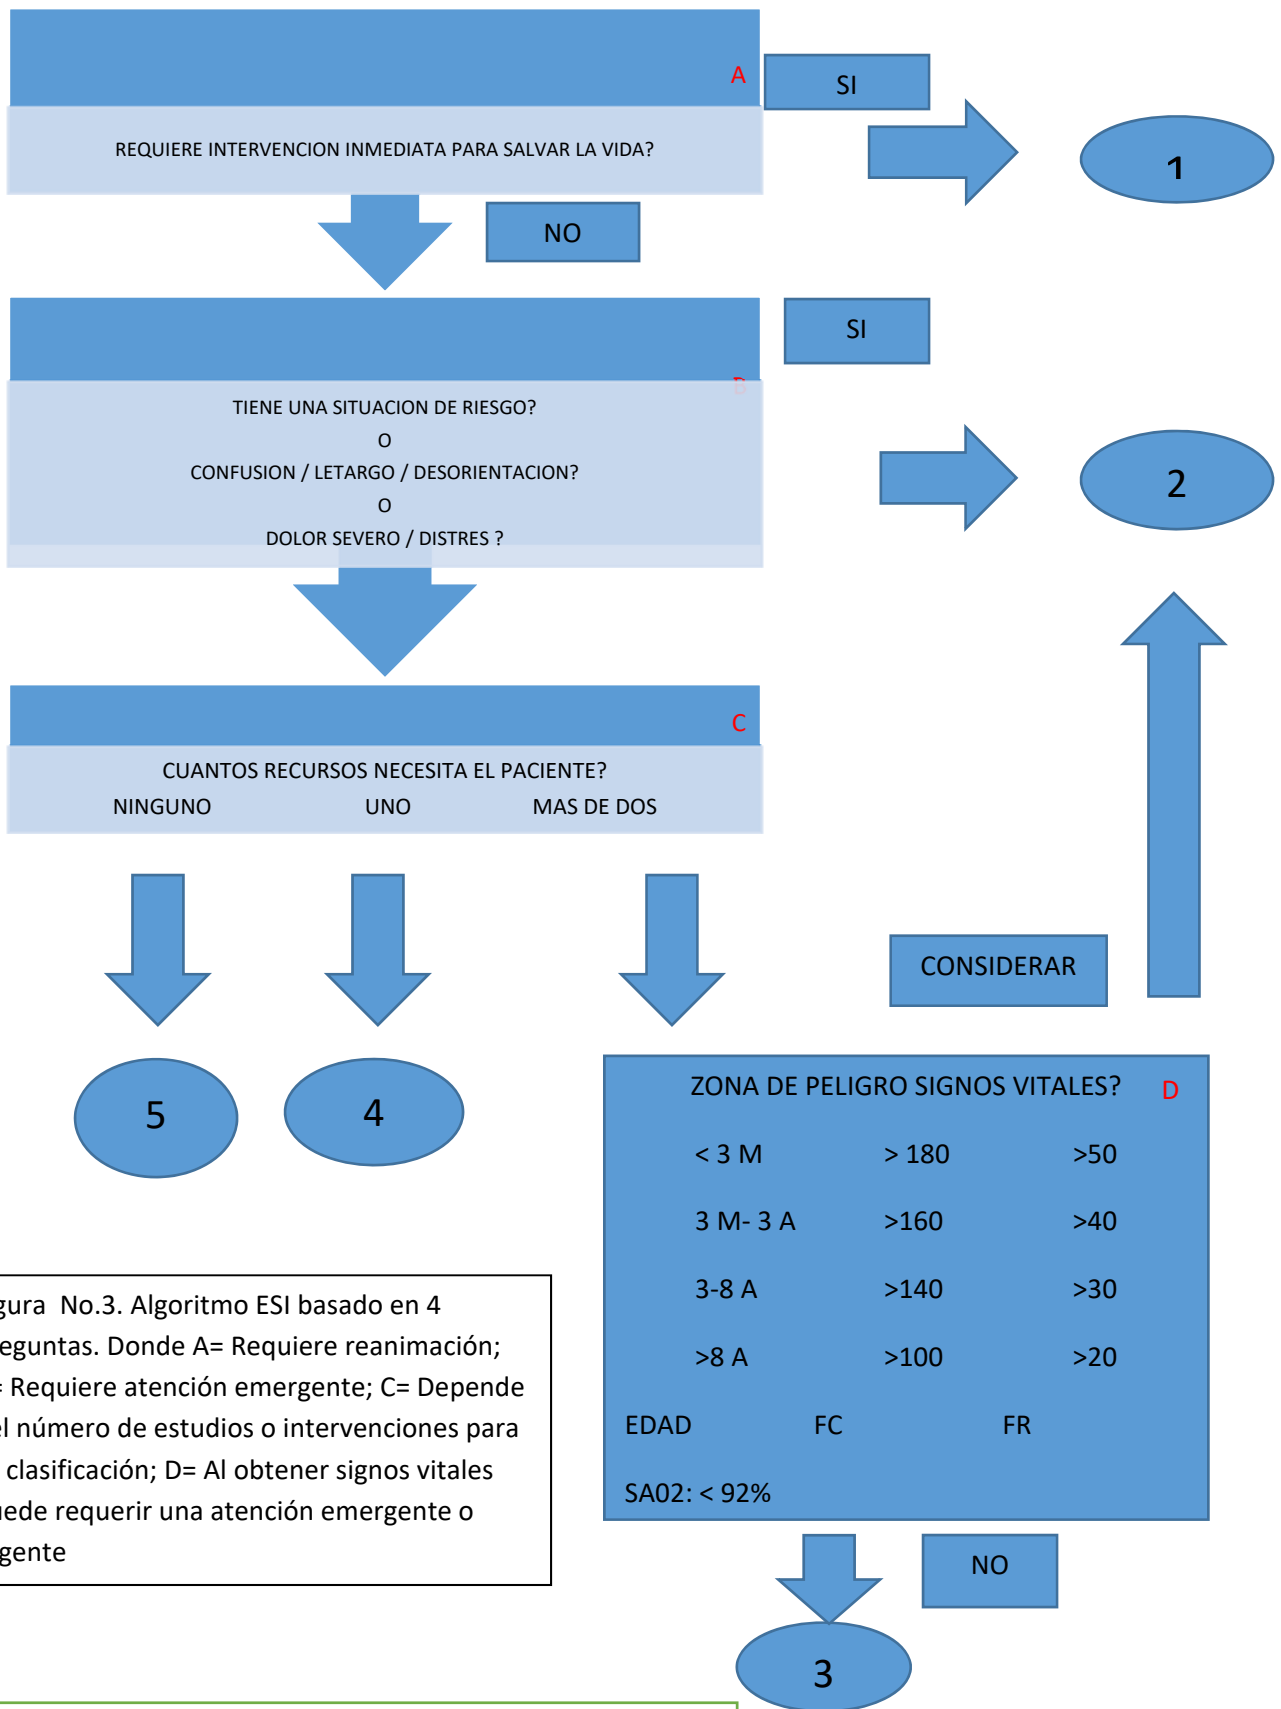 A
SI
REQUIERE INTERVENCION INMEDIATA PARA SALVAR LA VIDA?
1
NO
SI
B
TIENE UNA SITUACION DE RIESGO?
O
CONFUSION / LETARGO / DESORIENTACION?
O
DOLOR SEVERO / DISTRES ?
2
C
CUANTOS RECURSOS NECESITA EL PACIENTE?
NINGUNO UNO MAS DE DOS
CONSIDERAR
5
4
ZONA DE PELIGRO SIGNOS VITALES? D
< 3 M > 180 >50
3 M- 3 A >160 >40
3-8 A >140 >30
>8 A >100 >20
EDAD FC FR
SA02: < 92%
gura No.3. Algoritmo ESI basado en 4
eguntas. Donde A= Requiere reanimación;
= Requiere atención emergente; C= Depende
el número de estudios o intervenciones para
clasificación; D= Al obtener signos vitales
uede requerir una atención emergente o
gente
NO
3